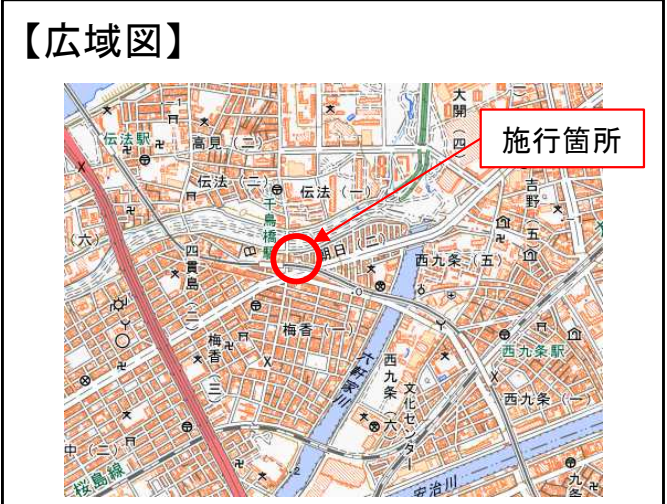 【広域図】
施行箇所
大開(四)
伝法駅
高見(二)
伝法(二)
伝法(一)
千鳥橋駅
吉野
五
(六)
四貫島(二)
朝日(二)
西九条(五)
梅香(一)
梅香(三)
六軒家川
西九条(六)
文化センター
西九条駅
西九条(一)
中(二)
桜島線
安治川
九条